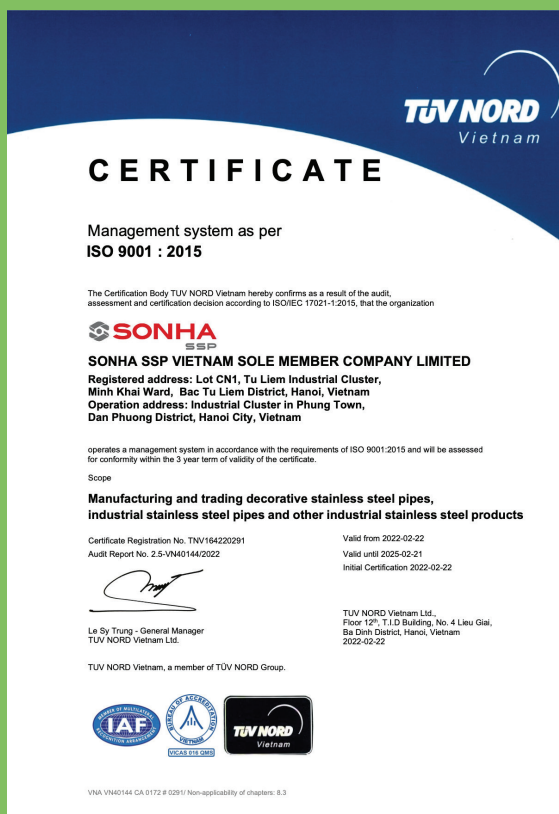 TÜV NORD
Vietnam
CERTIFICATE
Management system as per
ISO 9001 : 2015
The Certification Body TUV NORD Vietnam hereby confirms as a result of the audit,
assessment and certification decision according to ISO/IEC 17021-1:2015, that the organization
SONHA
SSP
SONHA SSP VIETNAM SOLE MEMBER COMPANY LIMITED
Registered address: Lot CN1, Tu Liem Industrial Cluster,
Minh Khai Ward, Bac Tu Liem District, Hanoi, Vietnam
Operation address: Industrial Cluster in Phung Town,
Dan Phuong District, Hanoi City, Vietnam
operates a management system in accordance with the requirements of ISO 9001:2015 and will be assessed
for conformity within the 3 year term of validity of the certificate.
Scope
Manufacturing and trading decorative stainless steel pipes,
industrial stainless steel pipes and other industrial stainless steel products
Certificate Registration No. TNV164220291
Audit Report No. 2.5-VN40144/2022
Valid from 2022-02-22
Valid until 2025-02-21
Initial Certification 2022-02-22
Le Sy Trung - General Manager
TUV NORD Vietnam Ltd.
TUV NORD Vietnam Ltd.,
Floor 12th, T.I.D Building, No. 4 Lieu Giai,
Ba Dinh District, Hanoi, Vietnam
2022-02-22
TUV NORD Vietnam, a member of TÜV NORD Group.
MEMBER OF MULTILATERAL
IAF
RECOGNITION ARRANGEMENT
BUREAU OF ACCREDITATION
VIETNAM
VICAS 016 QMS
TÜV NORD
Vietnam
VNA VN40144 CA 0172 # 0291/ Non-applicability of chapters: 8.3